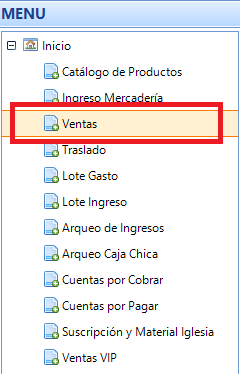 MENU
Inicio
Catálogo de Productos
Ingreso Mercadería
Ventas
Traslado
Lote Gasto
Lote Ingreso
Arqueo de Ingresos
Arqueo Caja Chica
Cuentas por Cobrar
Cuentas por Pagar
Suscripción y Material Iglesia
Ventas VIP